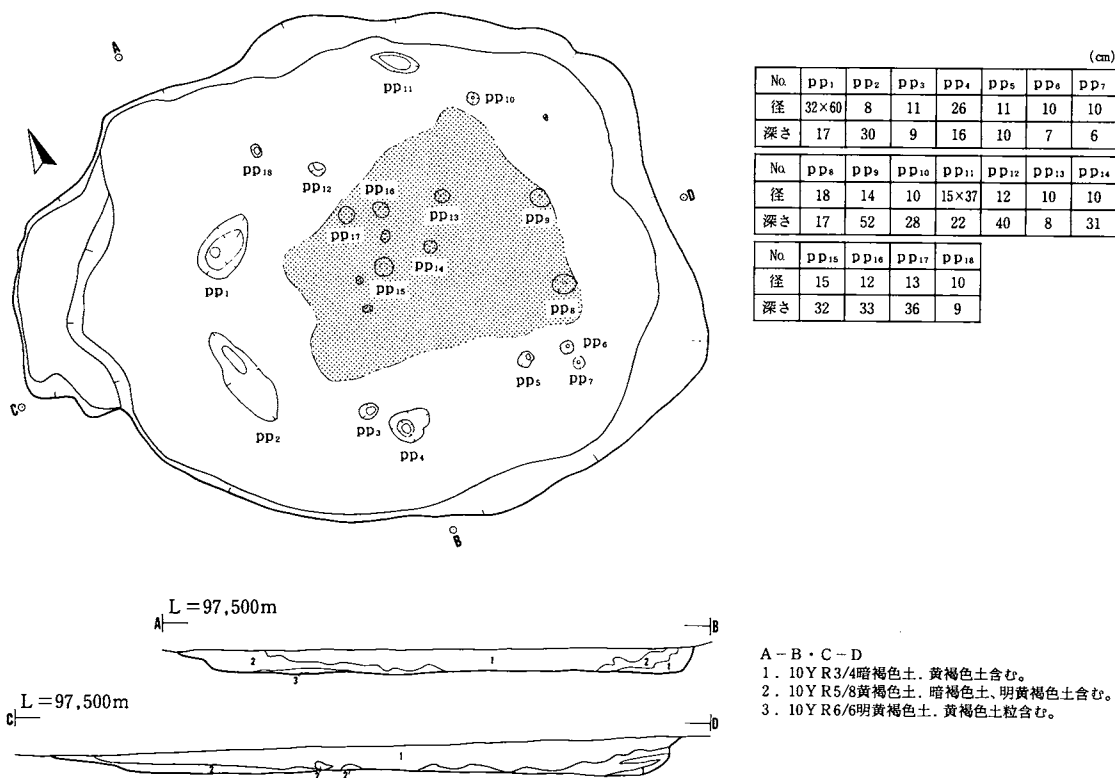 A
pp₁₁
pp₁₀
pp₁₈
pp₁₂
pp₁₆
pp₁₃
pp₉
D
pp₁₇
pp₁₄
pp₁
pp₁₅
pp₈
pp₆
pp₅
pp₇
C
pp₂
pp₃
pp₄
B
(cm)
No. pp₁ pp₂ pp₃ pp₄ pp₅ pp₆ pp₇
径 32×60 8 11 26 11 10 10
深さ 17 30 9 16 10 7 6
No. pp₈ pp₉ pp₁₀ pp₁₁ pp₁₂ pp₁₃ pp₁₄
径 18 14 10 15×37 12 10 10
深さ 17 52 28 22 40 8 31
No. pp₁₅ pp₁₆ pp₁₇ pp₁₈
径 15 12 13 10
深さ 32 33 36 9
L=97,500m
A B
2 1 2 1
3
L=97,500m
C D
1
2 2' 2' 1
A-B・C-D
1. 10YR3/4暗褐色土.黄褐色土含む。
2. 10YR5/8黄褐色土.暗褐色土、明黄褐色土含む。
3. 10YR6/6明黄褐色土.黄褐色土粒含む。